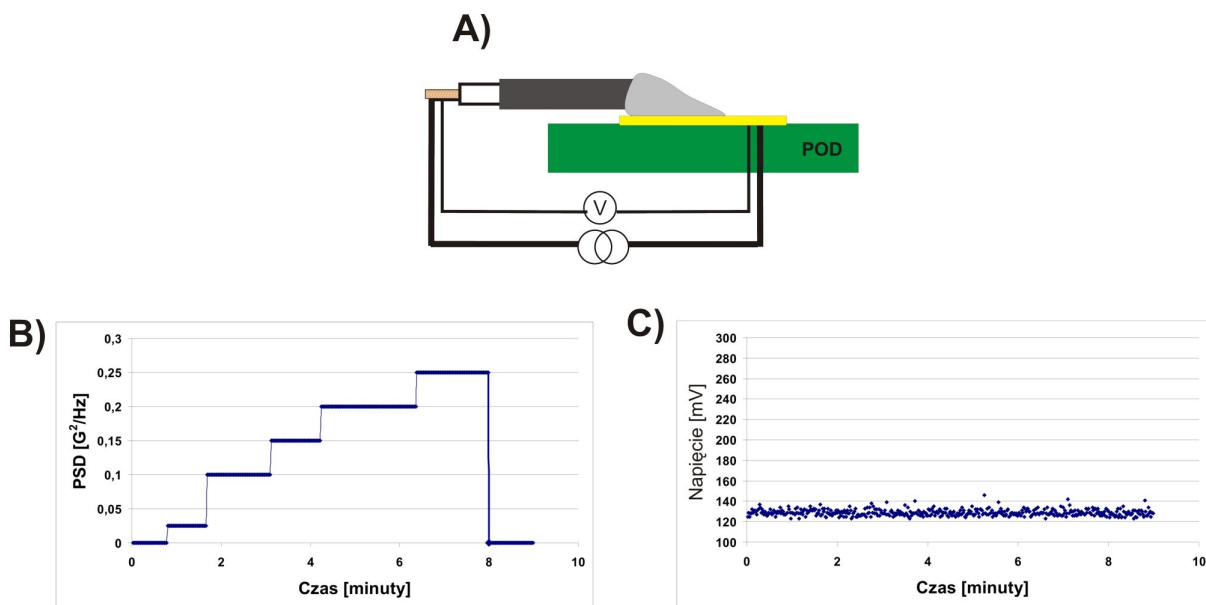 A)
V
POD
B)
0,3
0,25
0,2
0,15
0,1
0,05
0
PSD [G²/Hz]
0 2 4 6 8 10
Czas [minuty]
C)
300
280
260
240
220
200
180
160
140
120
100
Napięcie [mV]
0 2 4 6 8 10
Czas [minuty]